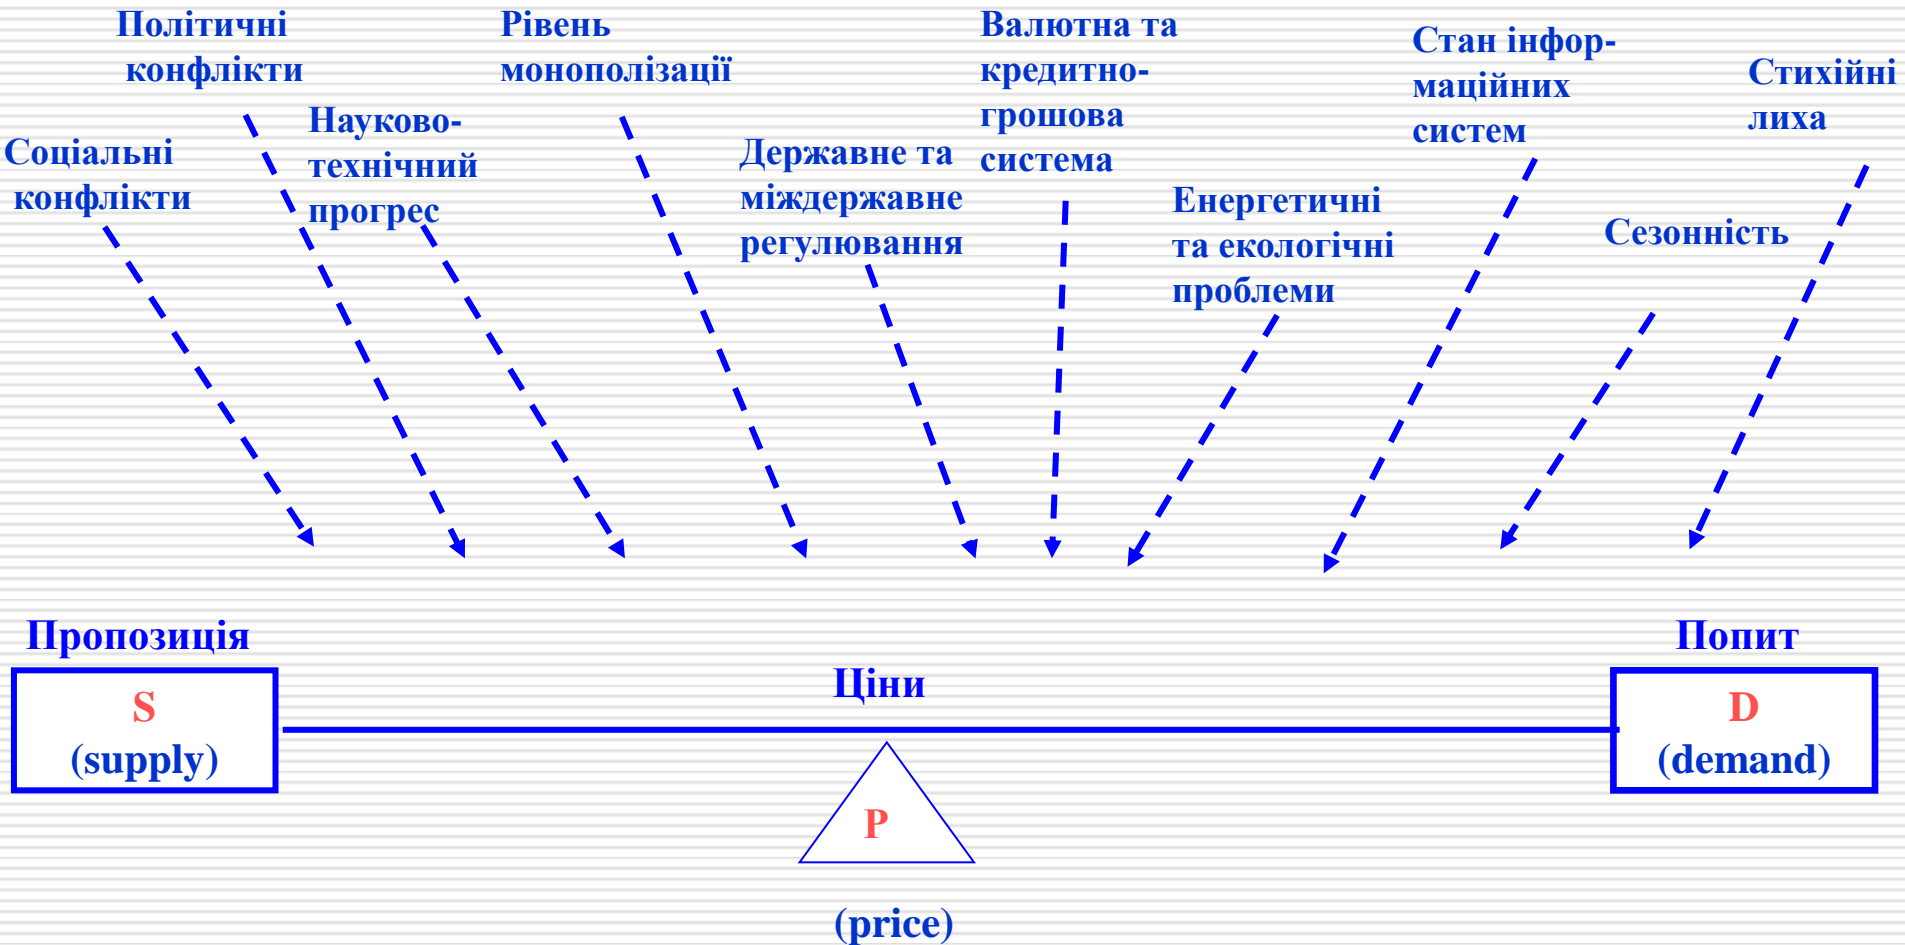 Політичні
конфлікти
Рівень
монополізації
Валютна та
кредитно-
грошова
система
Стан інфор-
маційних
систем
Стихійні
лиха
Соціальні
конфлікти
Науково-
технічний
прогрес
Державне та
міждержавне
регулювання
Енергетичні
та екологічні
проблеми
Сезонність
Пропозиція
S
(supply)
Ціни
P
(price)
Попит
D
(demand)